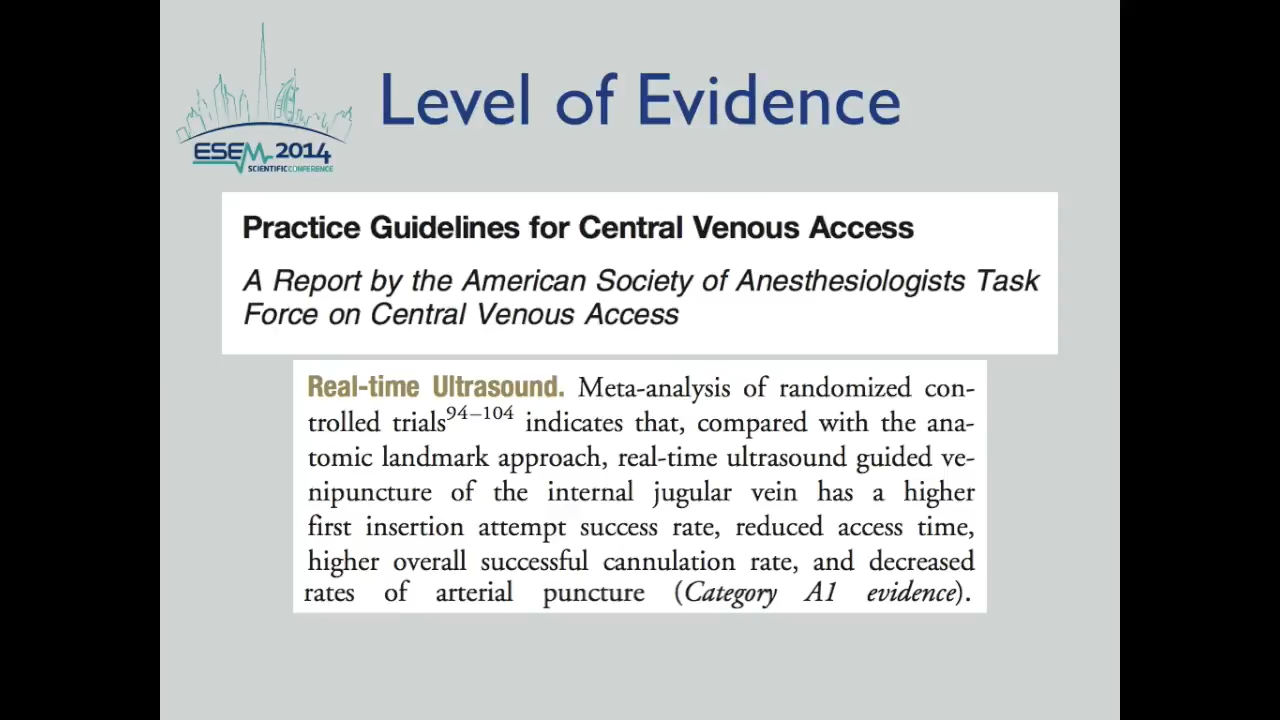 Level of Evidence
ESEM 2014
SCIENTIFICCONFERENCE
Practice Guidelines for Central Venous Access
A Report by the American Society of Anesthesiologists Task
Force on Central Venous Access
Real-time Ultrasound. Meta-analysis of randomized con-
trolled trials94–104 indicates that, compared with the ana-
tomic landmark approach, real-time ultrasound guided ve-
nipuncture of the internal jugular vein has a higher
first insertion attempt success rate, reduced access time,
higher overall successful cannulation rate, and decreased
rates of arterial puncture (Category A1 evidence).